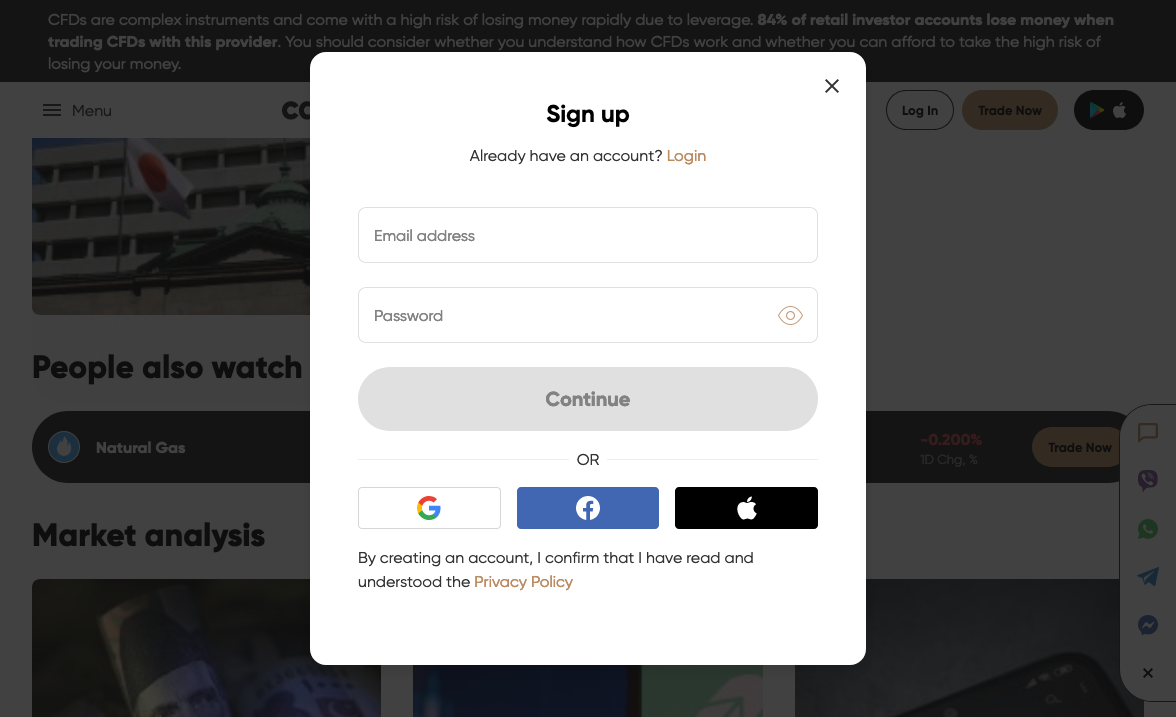 CFDs are complex instruments and come with a high risk of losing money rapidly due to leverage. 84% of retail investor accounts lose money when
trading CFDs with this provider. You should consider whether you understand how CFDs work and whether you can afford to take the high risk of
losing your money.
Menu
Log In
Trade Now
Sign up
Already have an account? Login
Email address
Password
Continue
OR
By creating an account, I confirm that I have read and
understood the Privacy Policy
People also watch
Natural Gas
-0.200%
1D Chg, %
Trade Now
Market analysis